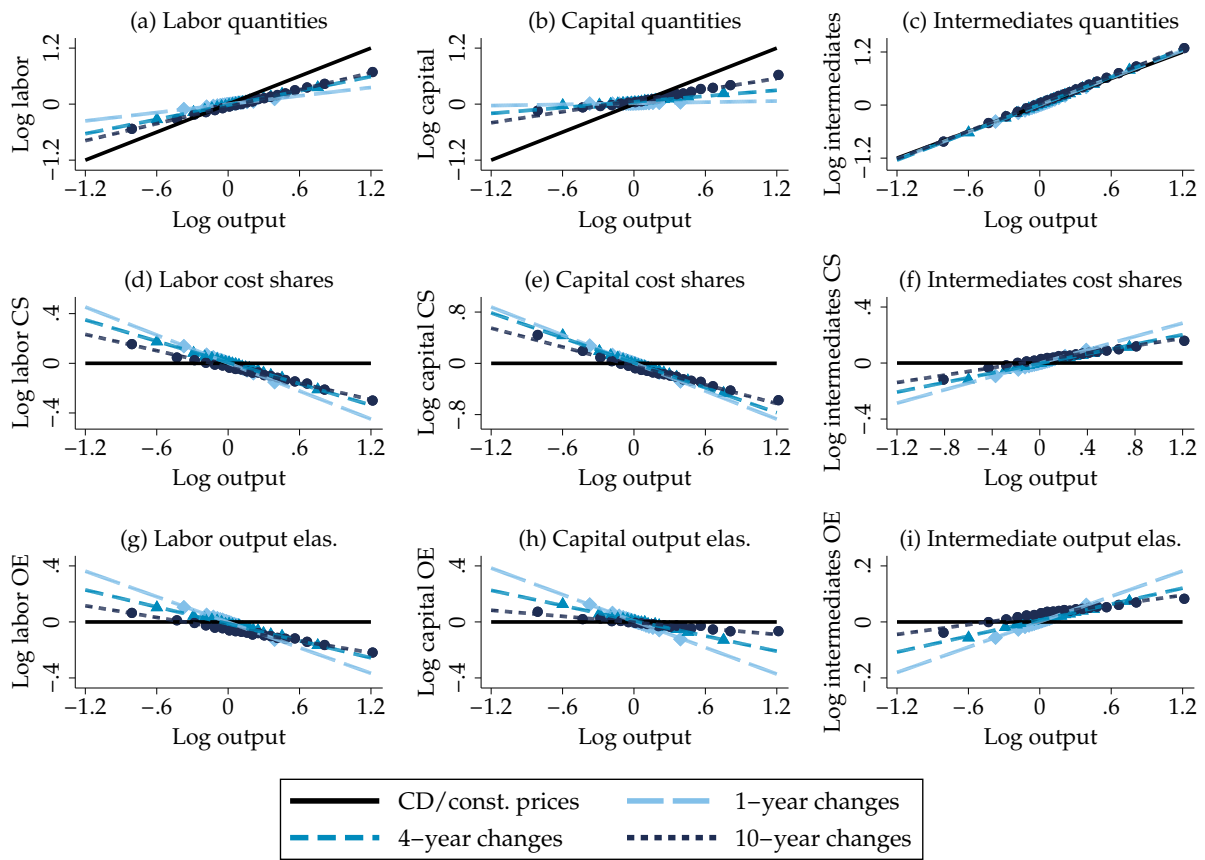 (a) Labor quantities
(b) Capital quantities
(c) Intermediates quantities
Log labor
1.2
0
−1.2
−1.2 −0.6 0 .6 1.2
Log output
Log capital
1.2
0
−1.2
−1.2 −0.6 0 .6 1.2
Log output
Log intermediates
1.2
0
−1.2
−1.2 −0.6 0 .6 1.2
Log output
(d) Labor cost shares
(e) Capital cost shares
(f) Intermediates cost shares
Log labor CS
.4
0
−.4
−1.2 −0.6 0 .6 1.2
Log output
Log capital CS
.8
0
−.8
−1.2 −0.6 0 .6 1.2
Log output
Log intermediates CS
.4
0
−.4
−1.2 −.8 −.4 0 .4 .8 1.2
Log output
(g) Labor output elas.
(h) Capital output elas.
(i) Intermediate output elas.
Log labor OE
.4
0
−.4
−1.2 −0.6 0 .6 1.2
Log output
Log capital OE
.4
0
−.4
−1.2 −0.6 0 .6 1.2
Log output
Log intermediates OE
.2
0
−.2
−1.2 −0.6 0 .6 1.2
Log output
CD/const. prices
1−year changes
4−year changes
10−year changes